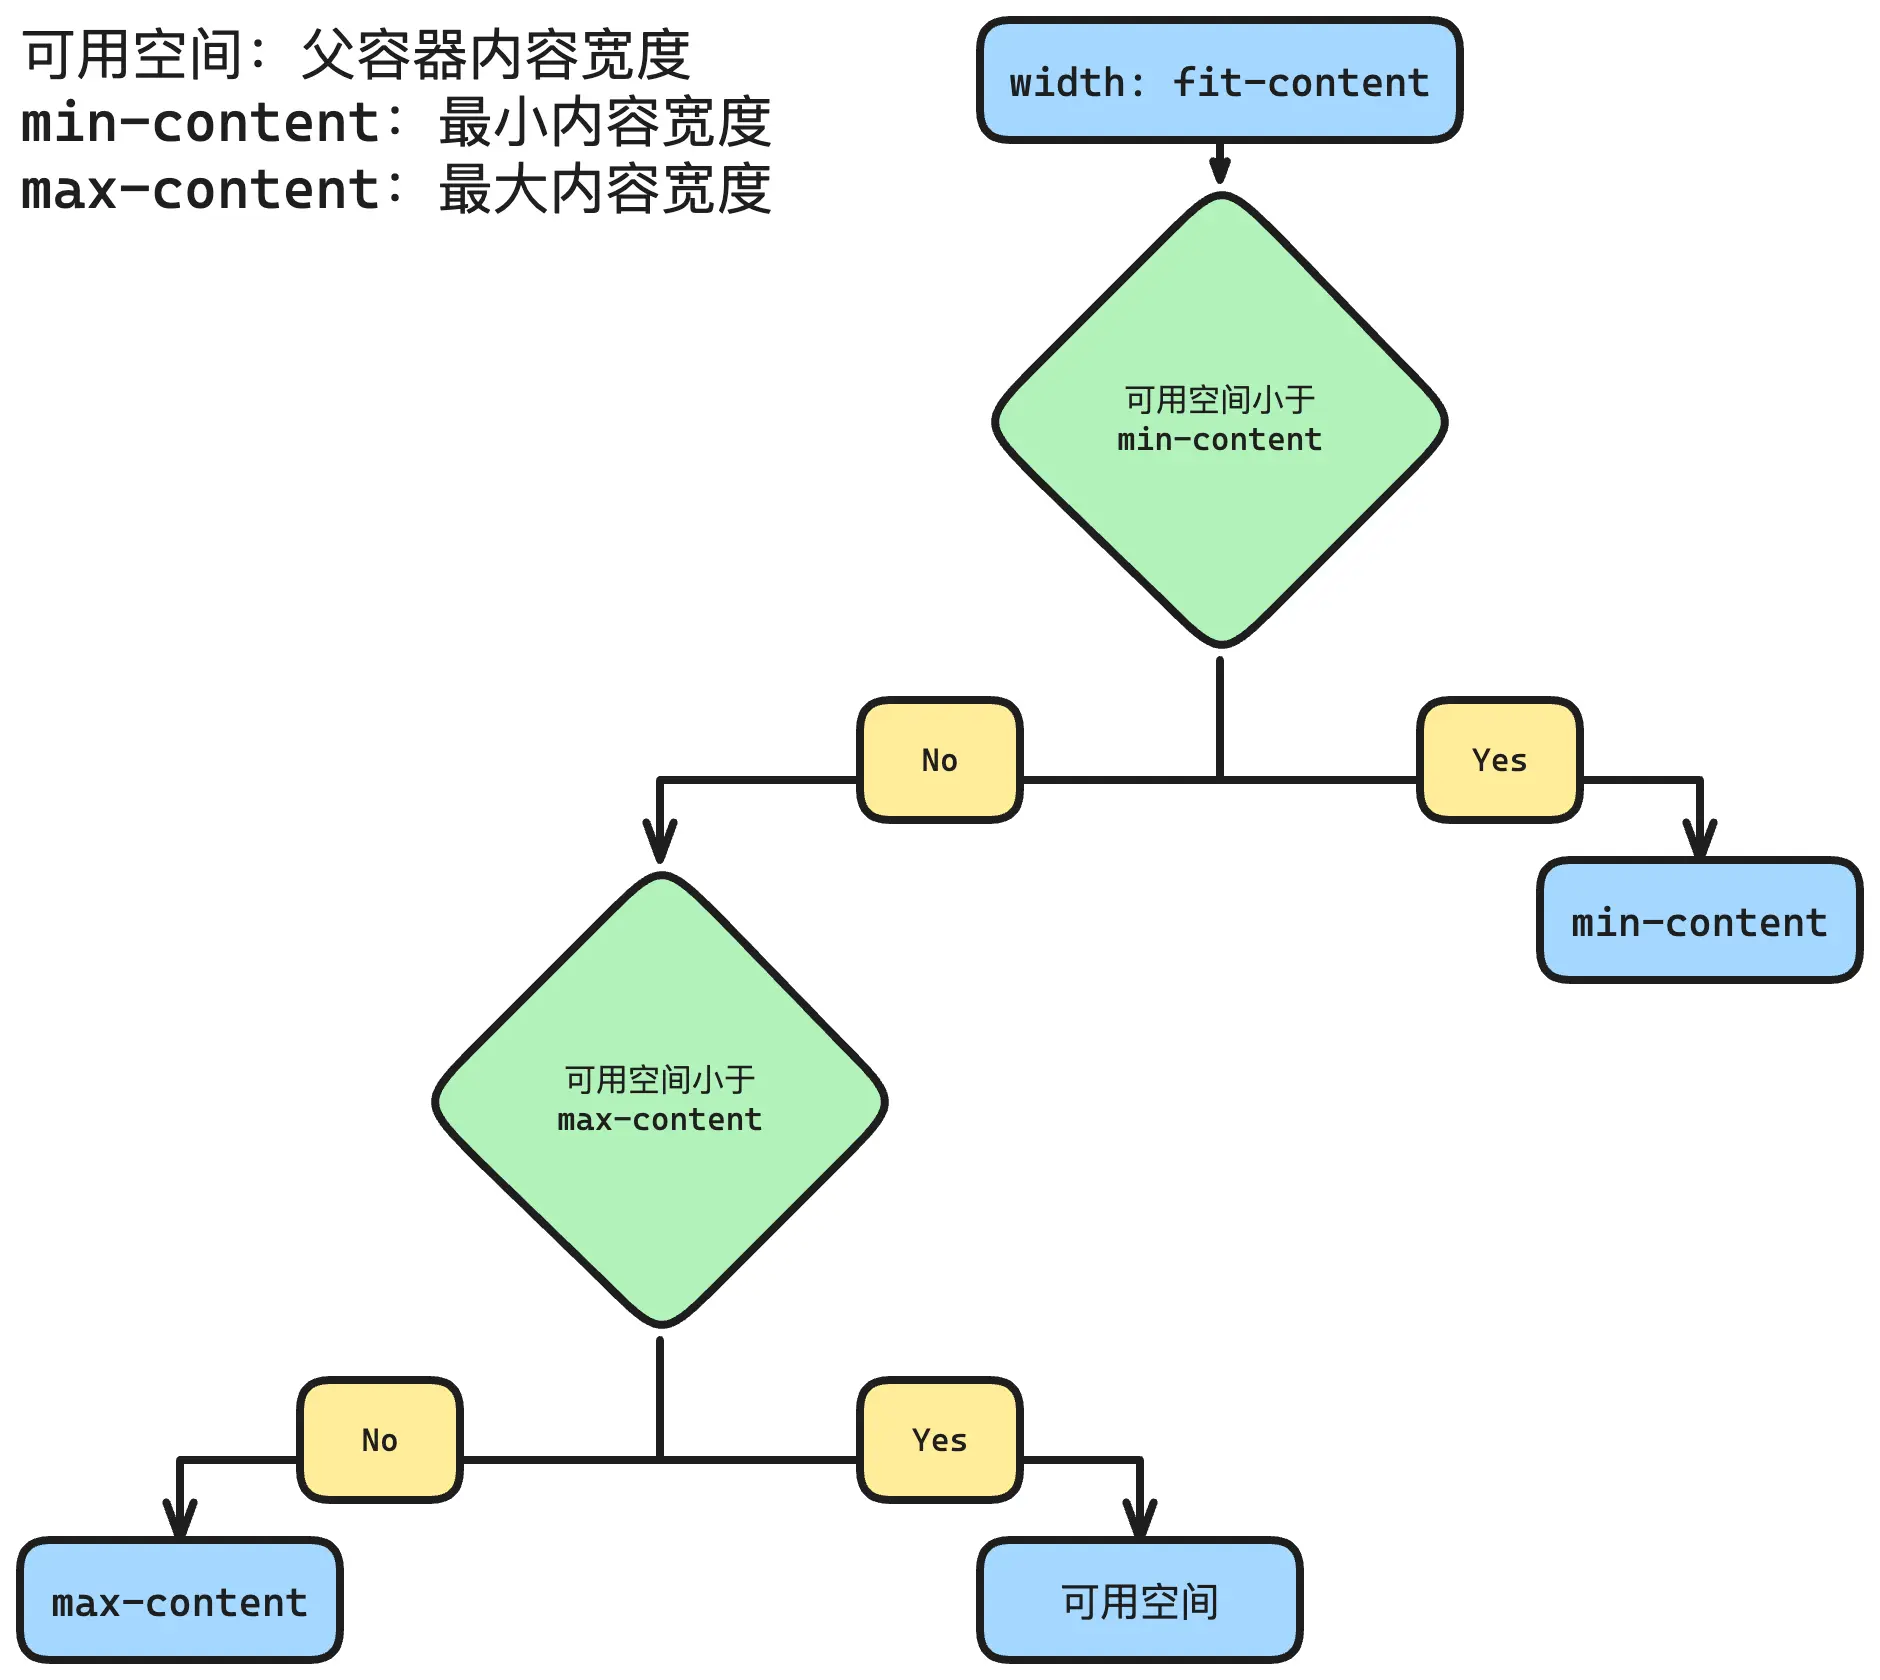 可用空间：父容器内容宽度
min-content：最小内容宽度
max-content：最大内容宽度
width: fit-content
可用空间小于
min-content
No
Yes
min-content
可用空间小于
max-content
No
Yes
max-content
可用空间